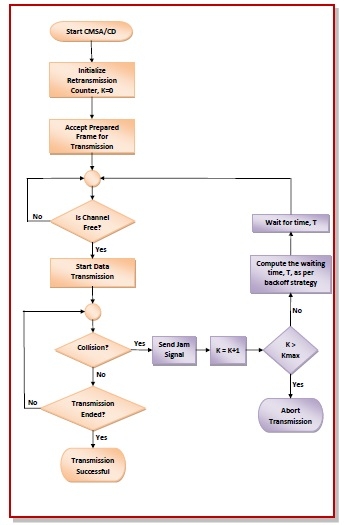 Start CMSA/CD
Initialize
Retransmission
Counter, K=0
Accept Prepared
Frame for
Transmission
No
Is Channel
Free?
Wait for time, T
Yes
Start Data
Transmission
Compute the waiting
time, T, as per
backoff strategy
No
Collision?
Yes
Send Jam
Signal
K = K+1
K >
Kmax
No
Yes
No
Transmission
Ended?
Abort
Transmission
Yes
Transmission
Successful